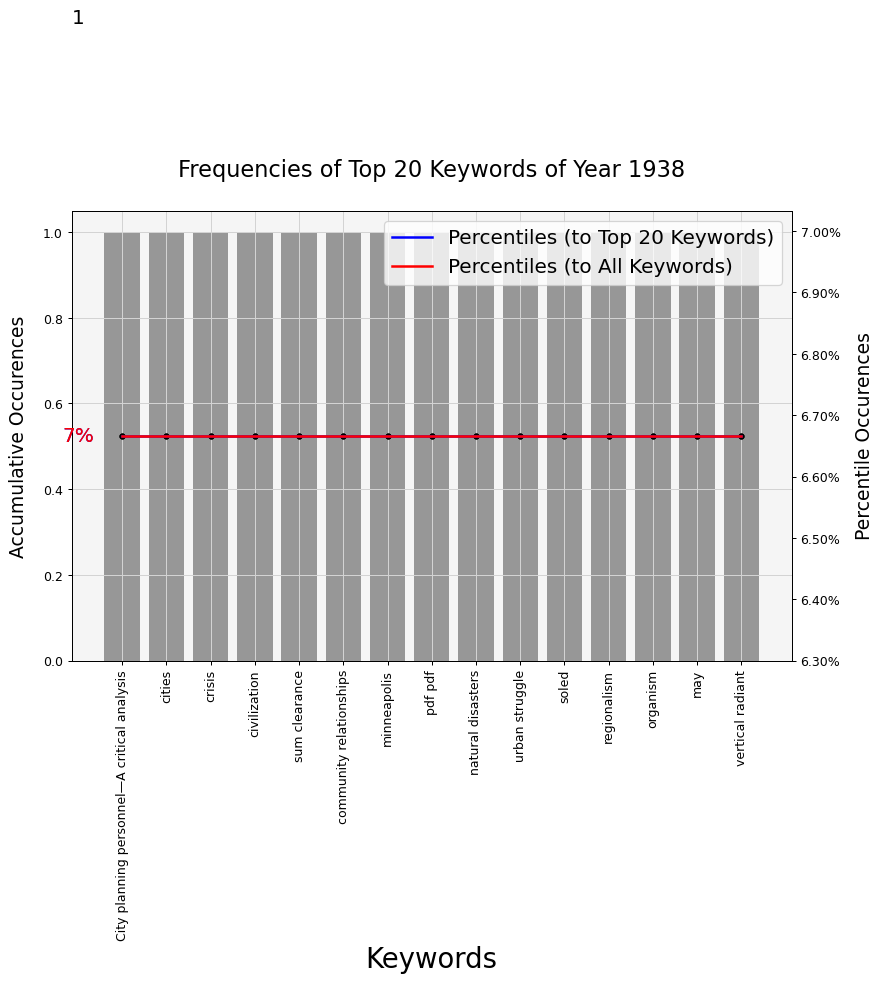 1
Frequencies of Top 20 Keywords of Year 1938
Percentiles (to Top 20 Keywords)
Percentiles (to All Keywords)
Accumulative Occurences
1.0
0.8
0.6
0.4
0.2
0.0
7%
7.00%
6.90%
6.80%
6.70%
6.60%
6.50%
6.40%
6.30%
Percentile Occurences
City planning personnel—A critical analysis
cities
crisis
civilization
sum clearance
community relationships
minneapolis
pdf pdf
natural disasters
urban struggle
soled
regionalism
organism
may
vertical radiant
Keywords